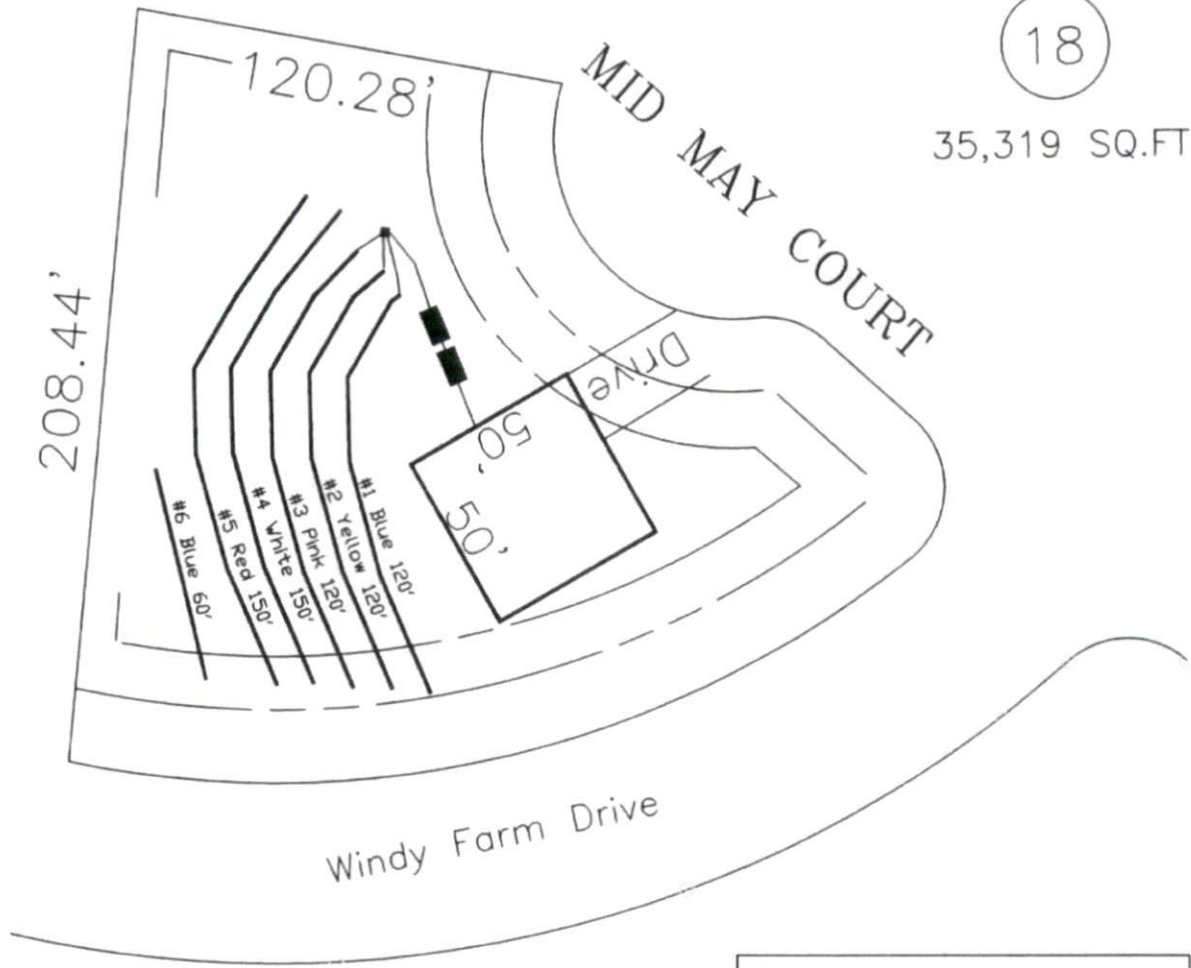 18
35,319 SQ.FT
120.28'
MID MAY COURT
208.44'
Drive
50'
50'
#1 Blue 120'
#2 Yellow 120'
#3 Pink 120'
#4 White 150'
#5 Red 150'
#6 Blue 60'
Windy Farm Drive